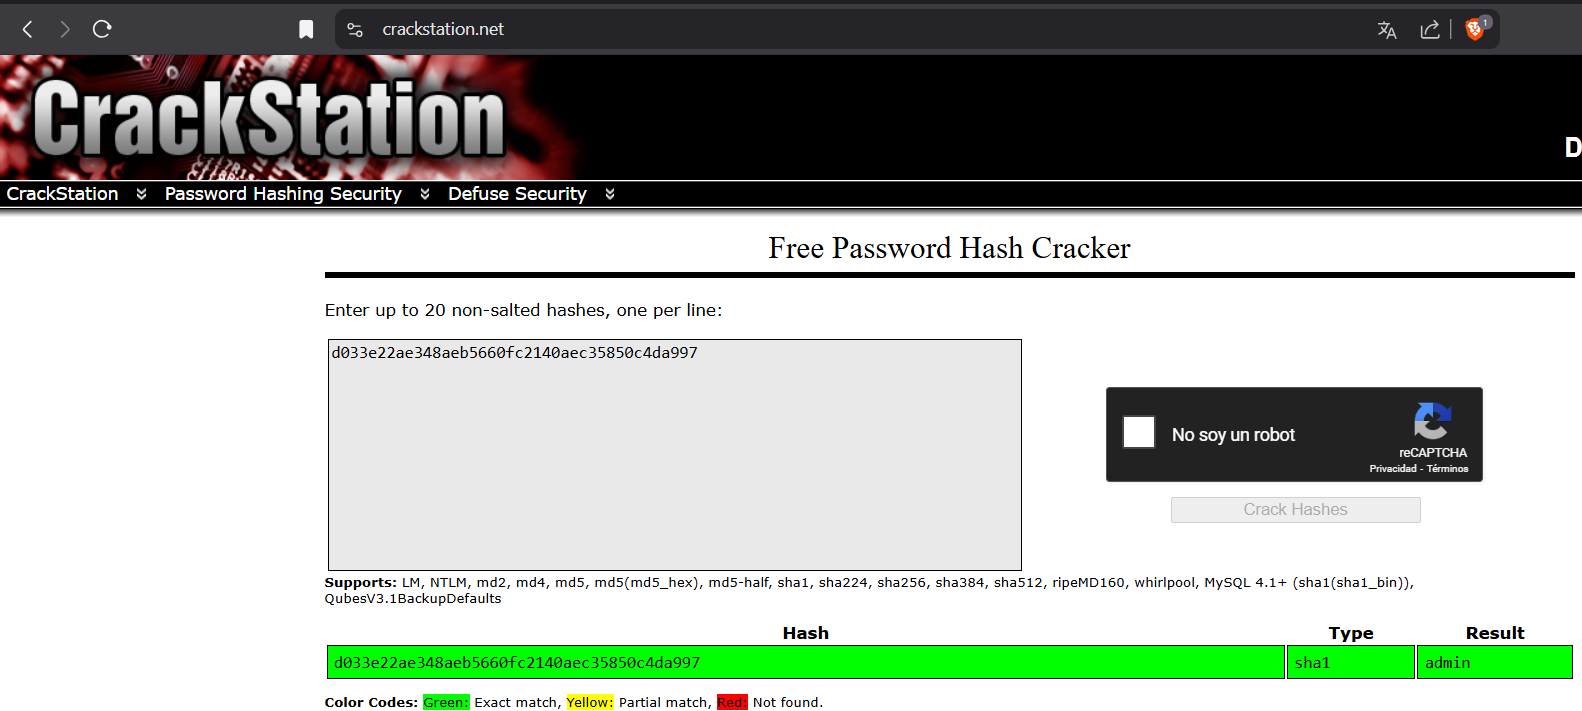 crackstation.net
1
CrackStation
D
CrackStation Password Hashing Security Defuse Security
Free Password Hash Cracker
Enter up to 20 non-salted hashes, one per line:
d033e22ae348aeb5660fc2140aec35850c4da997
No soy un robot
reCAPTCHA
Privacidad - Términos
Crack Hashes
Supports: LM, NTLM, md2, md4, md5, md5(md5_hex), md5-half, sha1, sha224, sha256, sha384, sha512, ripeMD160, whirlpool, MySQL 4.1+ (sha1(sha1_bin)),
QubesV3.1BackupDefaults
Hash Type Result
d033e22ae348aeb5660fc2140aec35850c4da997 sha1 admin
Color Codes: Green: Exact match, Yellow: Partial match, Red: Not found.